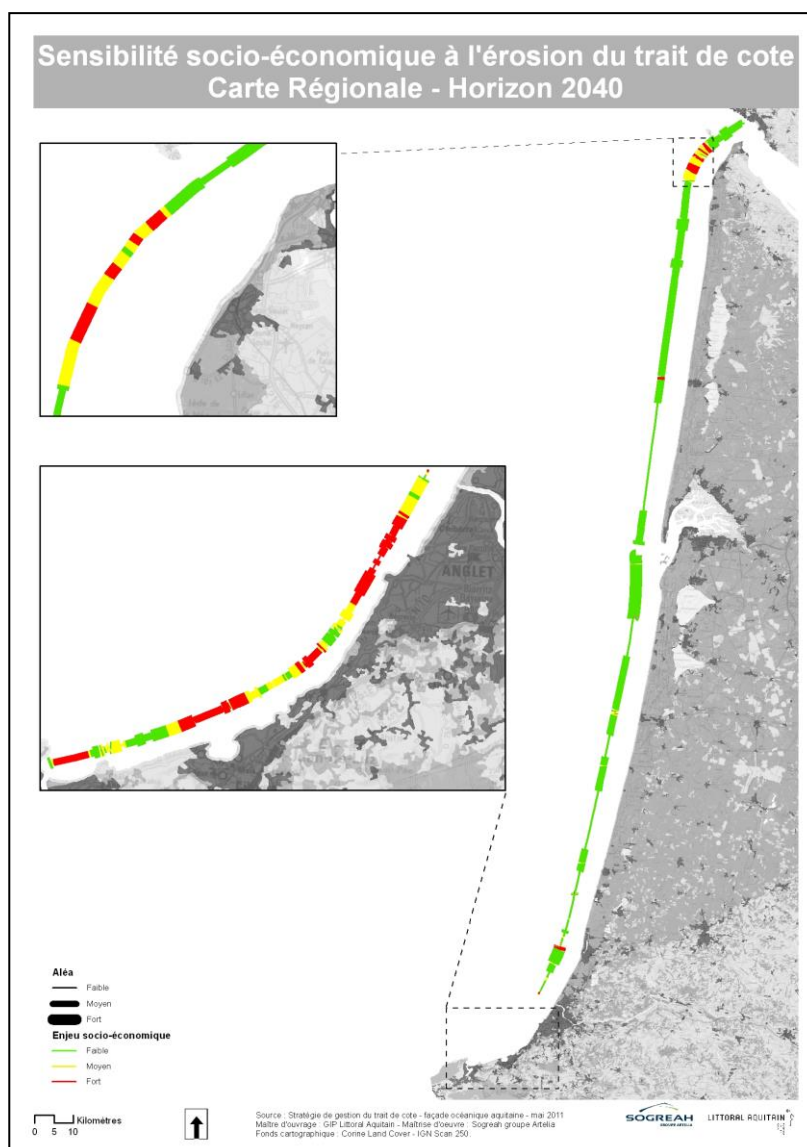 Sensibilité socio-économique à l'érosion du trait de cote
Carte Régionale - Horizon 2040
ANGLET
Aléa
Faible
Moyen
Fort
Enjeu socio-économique
Faible
Moyen
Fort
0 5 10 Kilomètres
Source : Stratégie de gestion du trait de cote - façade océanique aquitaine - mai 2011
Maître d'ouvrage : GIP Littoral Aquitain - Maîtrise d'oeuvre : Sogreah groupe Artelia
Fonds cartographique : Corine Land Cover - IGN Scan 250.
SOGREAH
GROUPE ARTELIA
LITTORAL AQUITAIN